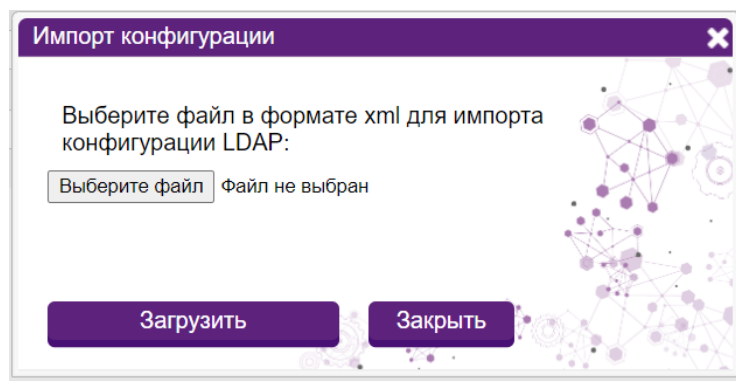 Импорт конфигурации
Выберите файл в формате xml для импорта
конфигурации LDAP:
Выберите файл Файл не выбран
Загрузить Закрыть